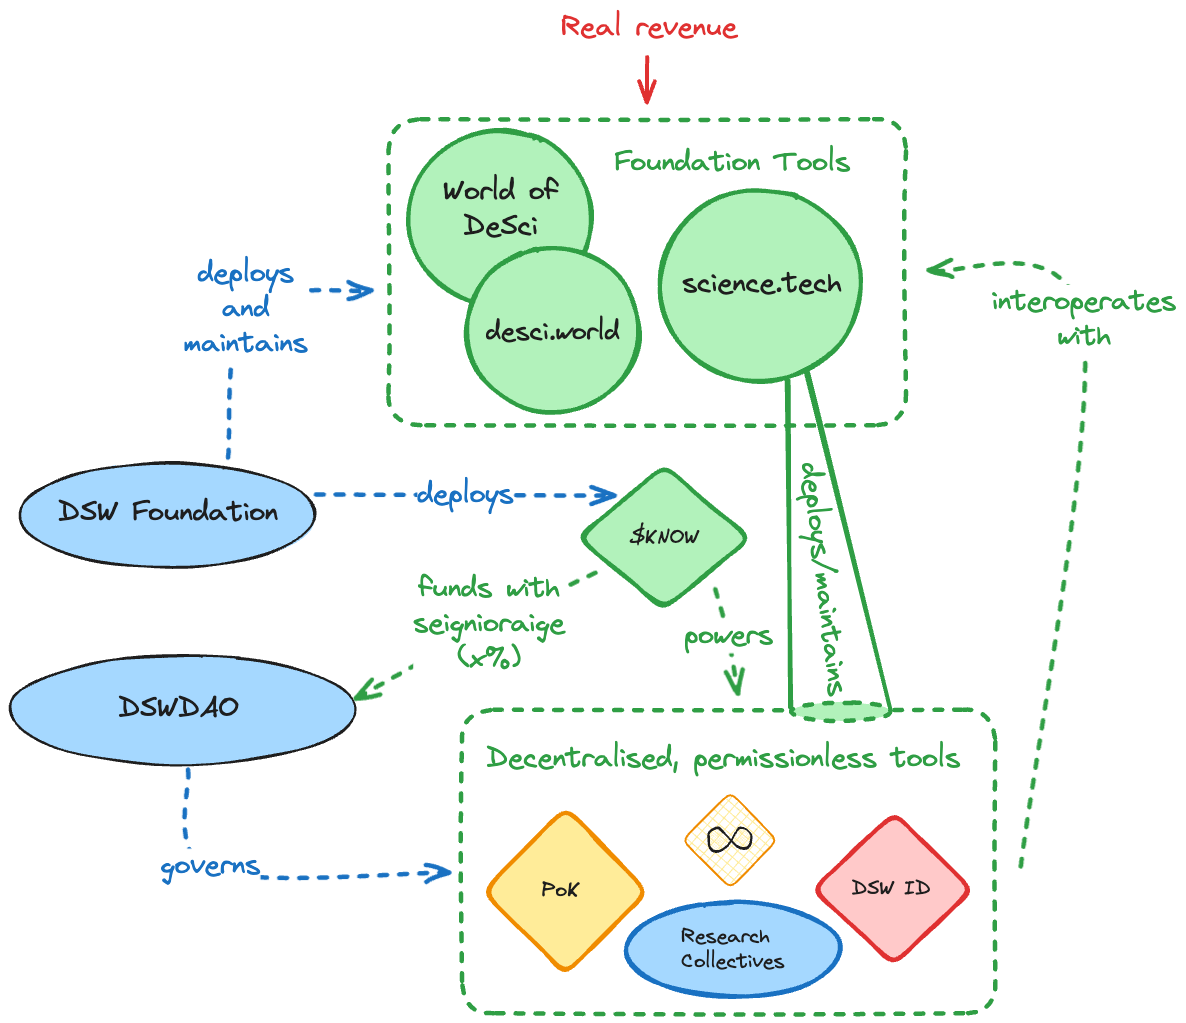 Real revenue
Foundation Tools
World of
DeSci
desci.world
science.tech
deploys
and
maintains
interoperates
with
DSW Foundation
deploys
$KNOW
deploys/maintains
funds with
seignioraige
(x%)
powers
DSWDAO
governs
Decentralised, permissionless tools
∞
PoK
DSW ID
Research
Collectives